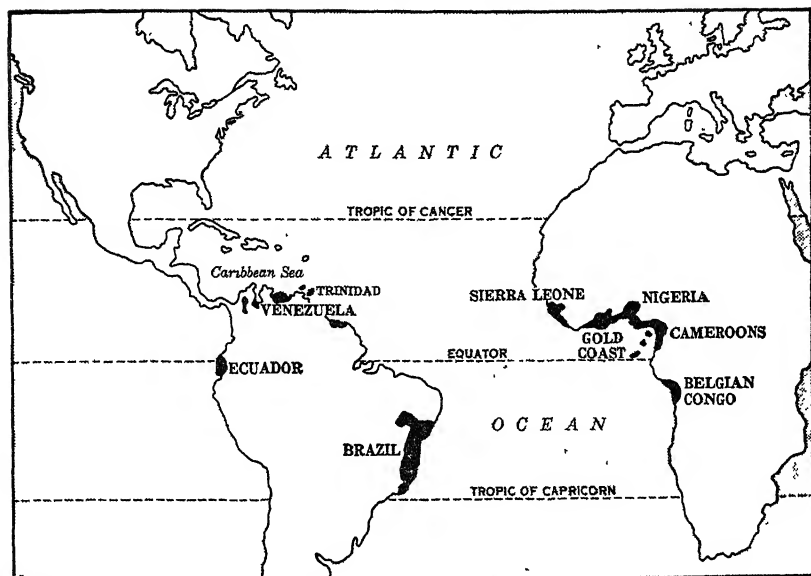 ATLANTIC
TROPIC OF CANCER
Caribbean Sea
TRINIDAD
VENEZUELA
SIERRA LEONE
NIGERIA
GOLD
COAST
CAMEROONS
EQUATOR
ECUADOR
BELGIAN
CONGO
OCEAN
BRAZIL
TROPIC OF CAPRICORN